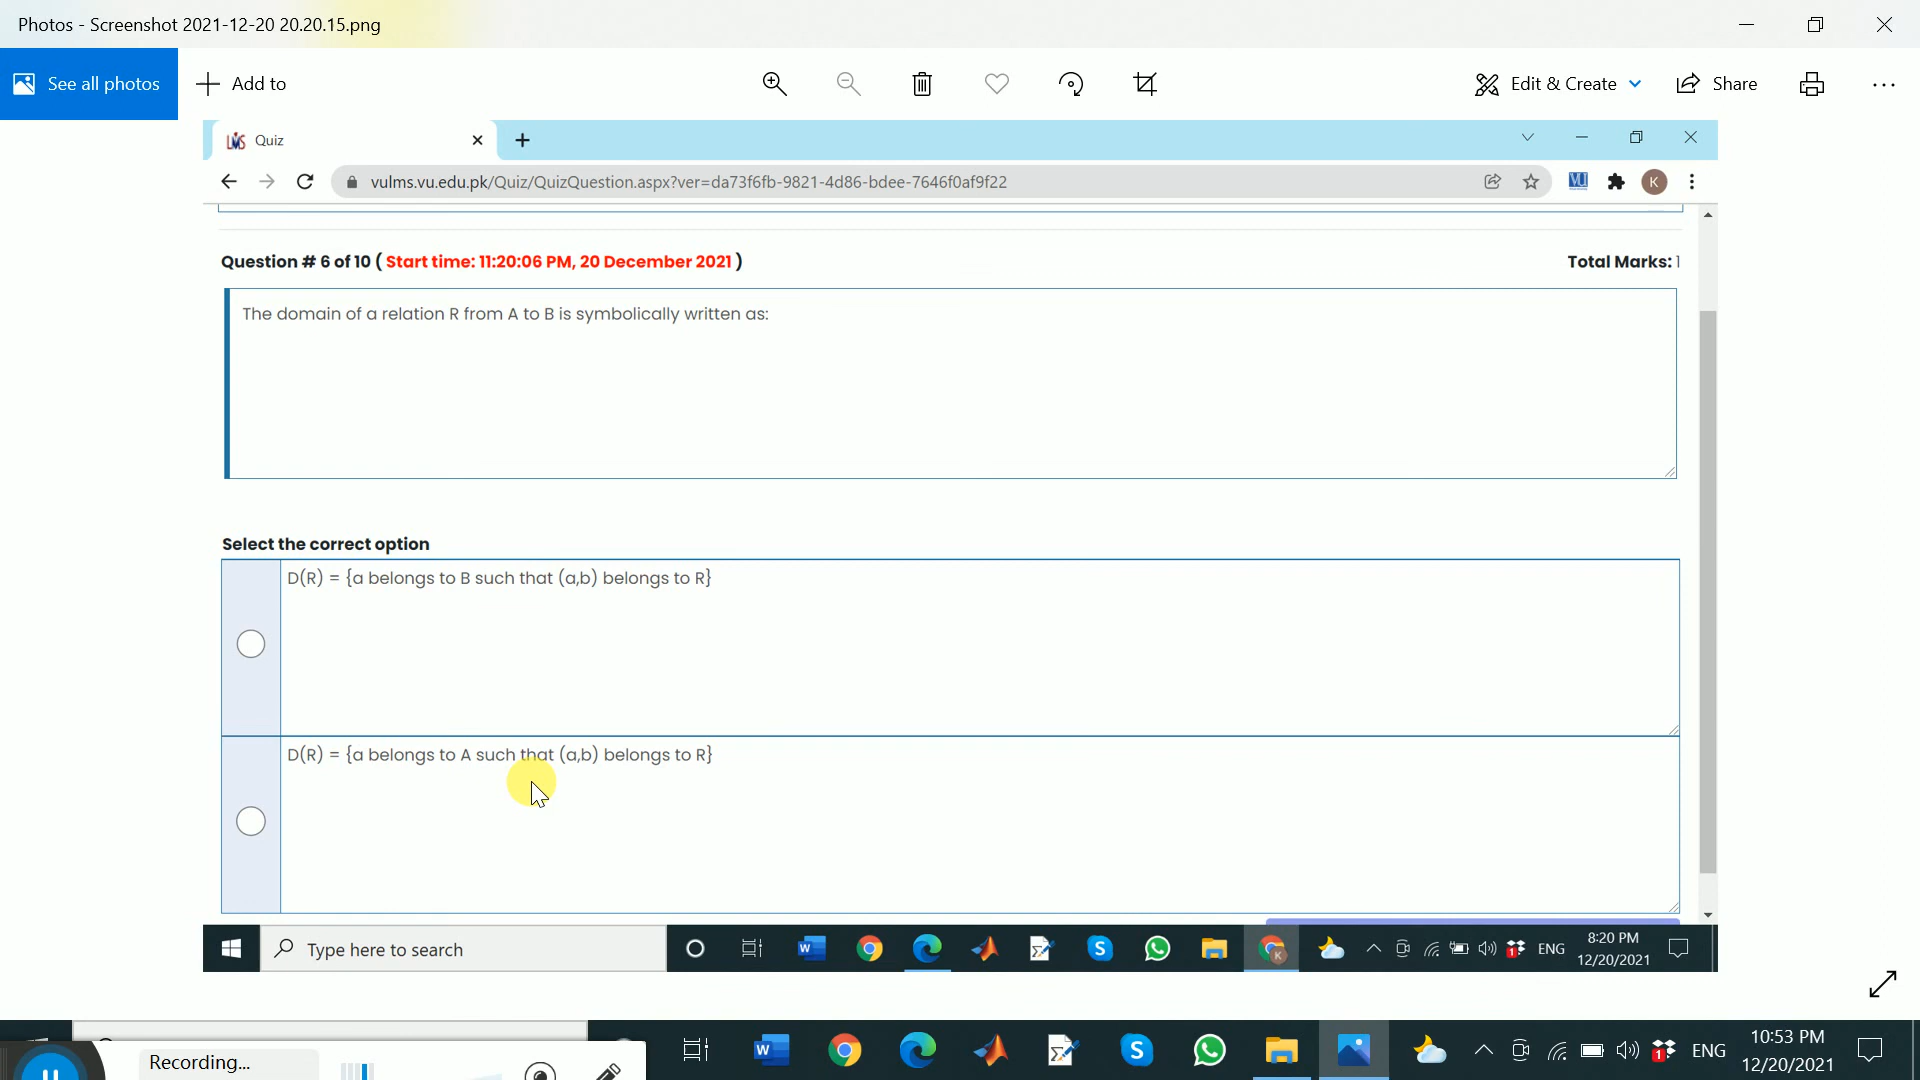 Photos - Screenshot 2021-12-20 20.20.15.png
See all photos
Add to
Edit & Create
Share
Quiz
vulms.vu.edu.pk/Quiz/QuizQuestion.aspx?ver=da73f6fb-9821-4d86-bdee-7646f0af9f22
VU
K
Question # 6 of 10 ( Start time: 11:20:06 PM, 20 December 2021 )
Total Marks: 1
The domain of a relation R from A to B is symbolically written as:
Select the correct option
D(R) = {a belongs to B such that (a,b) belongs to R}
D(R) = {a belongs to A such that (a,b) belongs to R}
Type here to search
ENG
8:20 PM
12/20/2021
Recording...
ENG
10:53 PM
12/20/2021